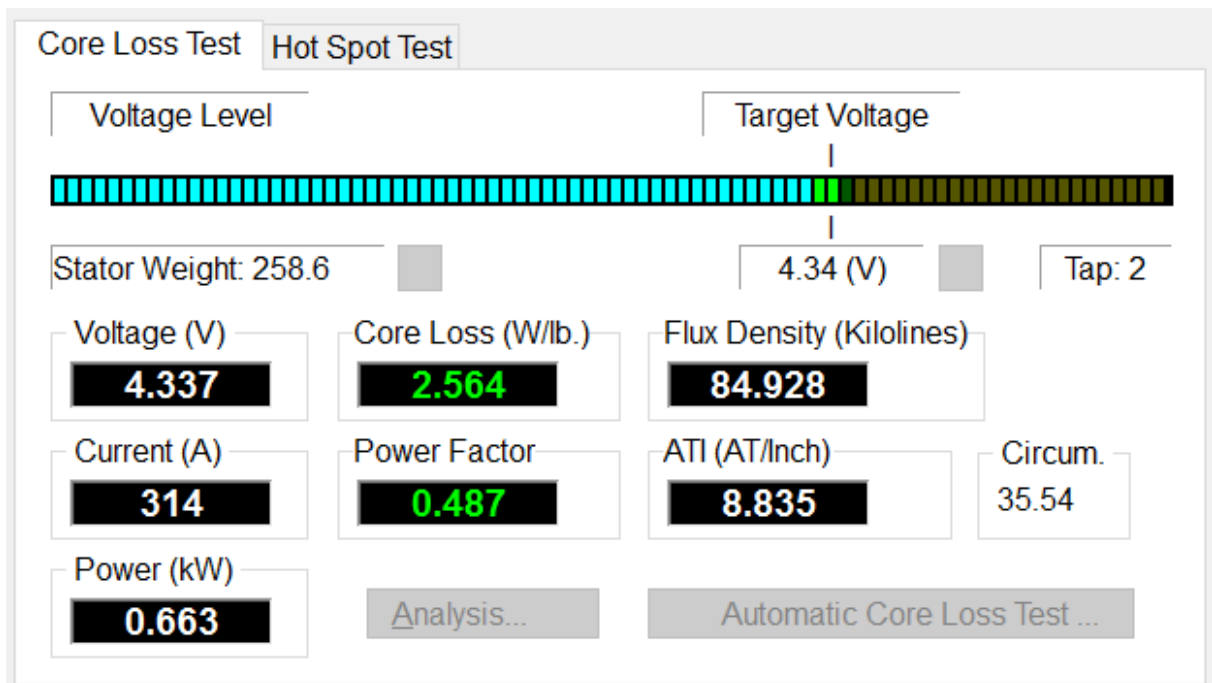 Core Loss Test Hot Spot Test
Voltage Level Target Voltage
Stator Weight: 258.6 4.34 (V) Tap: 2
Voltage (V) Core Loss (W/lb.) Flux Density (Kilolines)
4.337 2.564 84.928
Current (A) Power Factor ATI (AT/Inch) Circum.
314 0.487 8.835 35.54
Power (kW)
0.663 Analysis... Automatic Core Loss Test ...